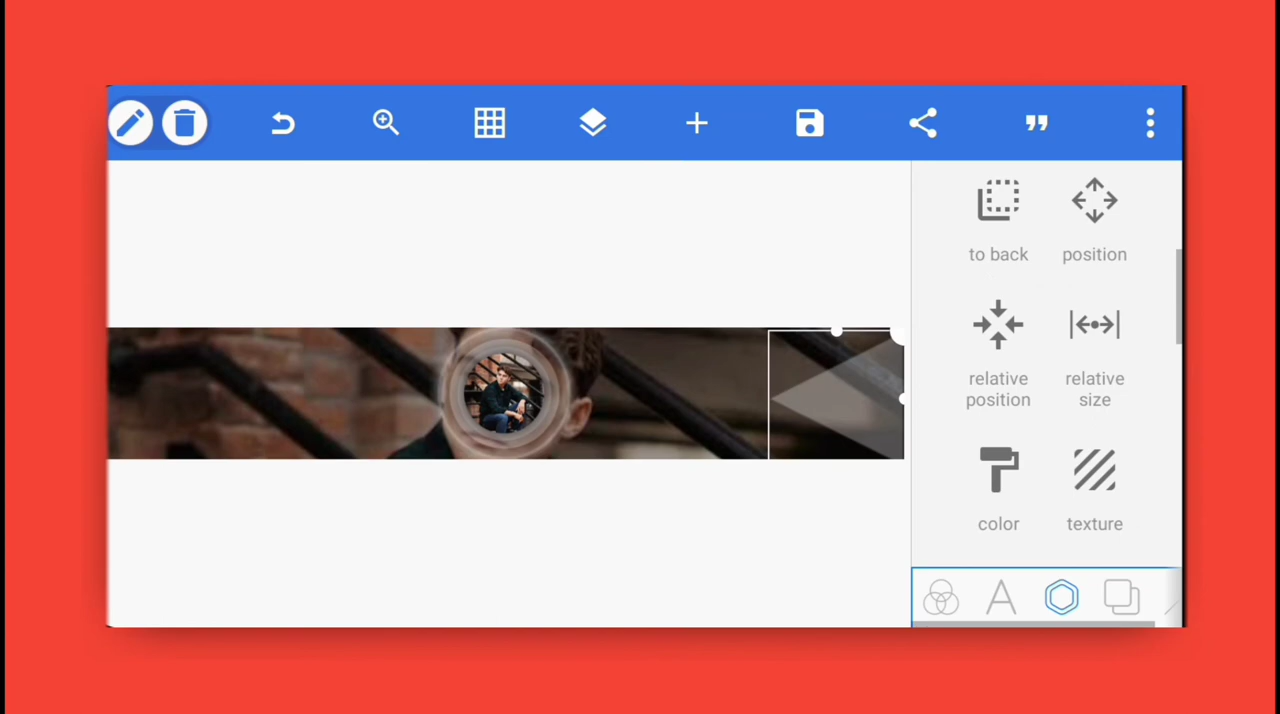 to back
position
relative
position
relative
size
color
texture